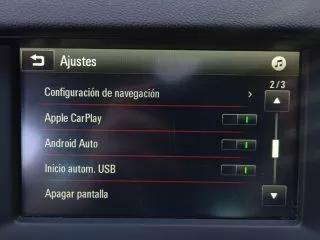 Ajustes
Configuración de navegación
2/3
Apple CarPlay
Android Auto
Inicio autom. USB
Apagar pantalla